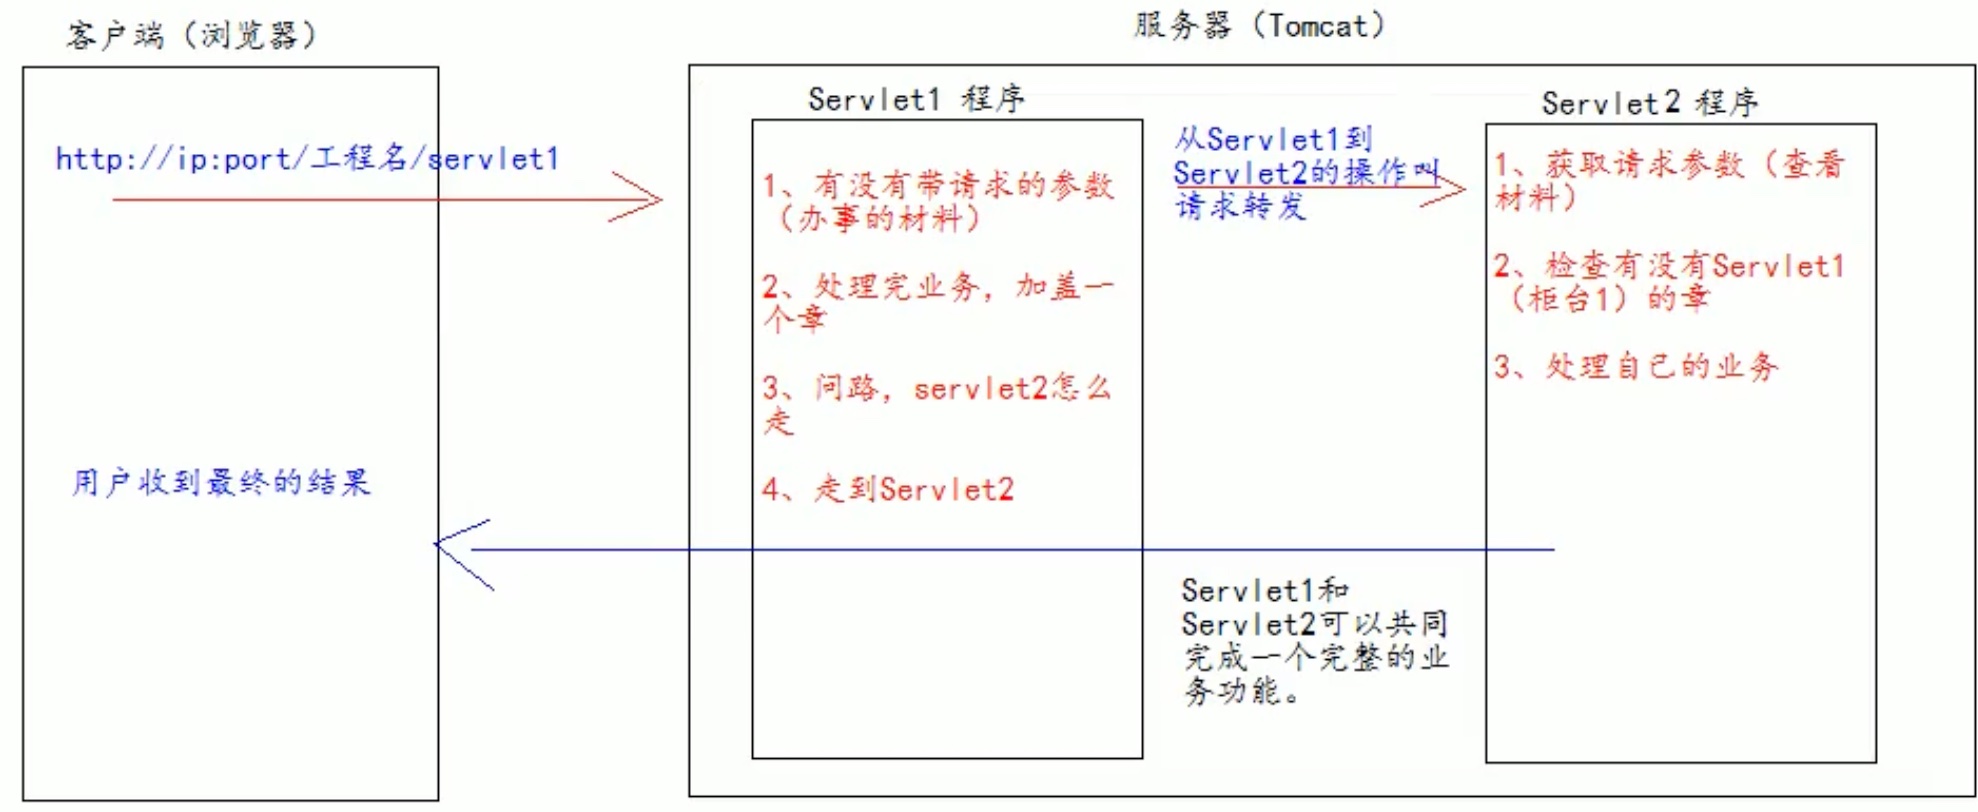 客户端（浏览器）
http://ip:port/工程名/servlet1
用户收到最终的结果
服务器（Tomcat）
Servlet1 程序
1、有没有带请求的参数
（办事的材料）
2、处理完业务，加盖一
个章
3、问路，servlet2怎么
走
4、走到Servlet2
从Servlet1到
Servlet2的操作叫
请求转发
Servlet2 程序
1、获取请求参数（查看
材料）
2、检查有没有Servlet1
（柜台1）的章
3、处理自己的业务
Servlet1和
Servlet2可以共同
完成一个完整的业
务功能。